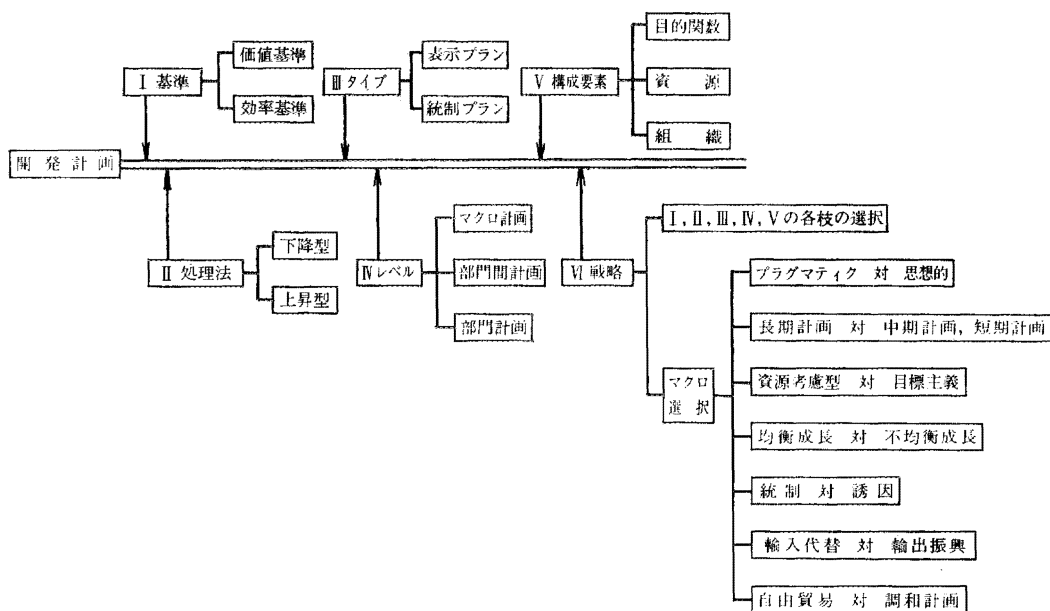 目的関数
価値基準
表示プラン
Ⅰ 基準
Ⅲ タイプ
Ⅴ 構成要素
資 源
効率基準
統制プラン
組 織
開 発 計 画
マクロ計画
Ⅰ, Ⅱ, Ⅲ, Ⅳ, Ⅴ の各枝の選択
下降型
Ⅱ 処理法
Ⅳ レベル
部門間計画
Ⅵ 戦略
プラグマティク 対 思想的
上昇型
部門計画
長期計画 対 中期計画, 短期計画
マクロ
選 択
資源考慮型 対 目標主義
均衡成長 対 不均衡成長
統 制 対 誘 因
輸入代替 対 輸出振興
自由貿易 対 調和計画